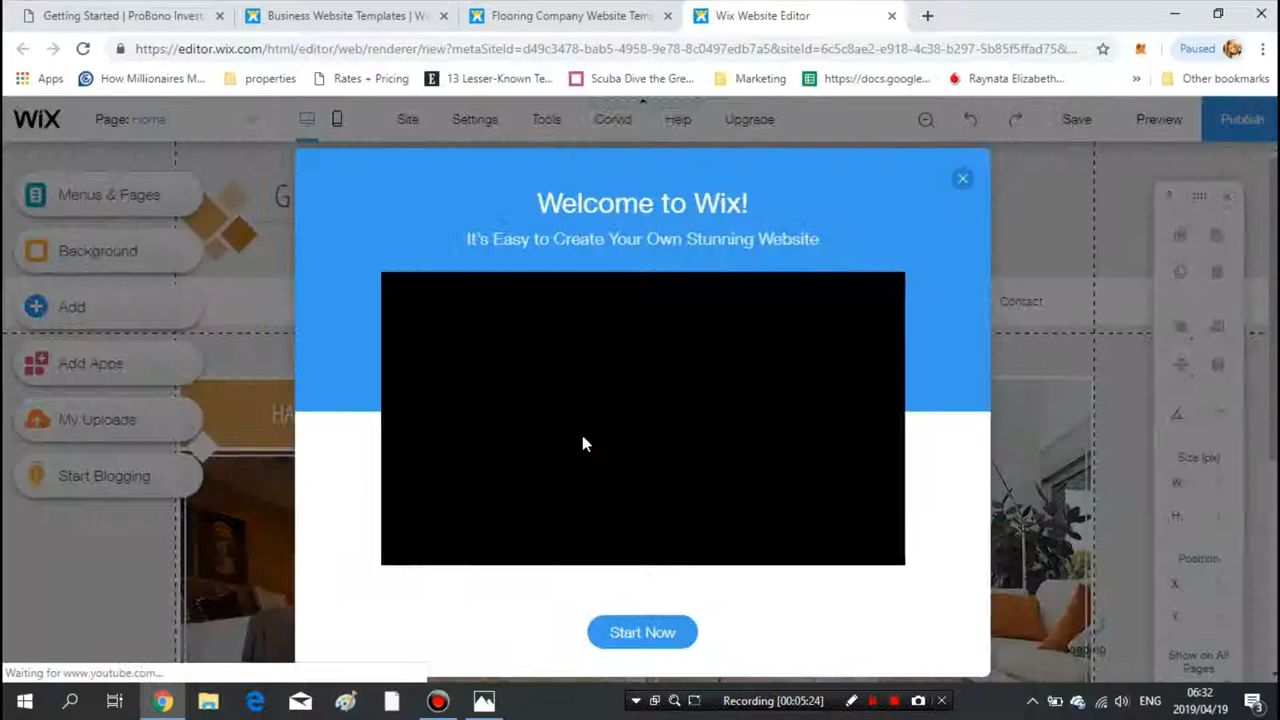 Getting Started | ProBono Invest
Business Website Templates | W
Flooring Company Website Tem
Wix Website Editor
https://editor.wix.com/html/editor/web/renderer/new?metaSiteId=d49c3478-bab5-4958-9e78-8c0497edb7a5&siteId=6c5c8ae2-e918-4c38-b297-5b85f5ffad75&...
Paused
Apps
How Millionaires M...
properties
Rates + Pricing
13 Lesser-Known Te...
Scuba Dive the Gre...
Marketing
https://docs.google...
Raynata Elizabeth...
Other bookmarks
WiX
Page: Home
Site
Settings
Tools
Corvid
Help
Upgrade
Save
Preview
Publish
Welcome to Wix!
It's Easy to Create Your Own Stunning Website
Menus & Pages
Background
Add
Add Apps
My Uploads
Start Blogging
G
Contact
HA
Size (px)
W:
H:
Position
X:
Y:
Show on All
Pages
Start Now
Waiting for www.youtube.com...
Recording [00:05:24]
ENG
06:32
2019/04/19
3